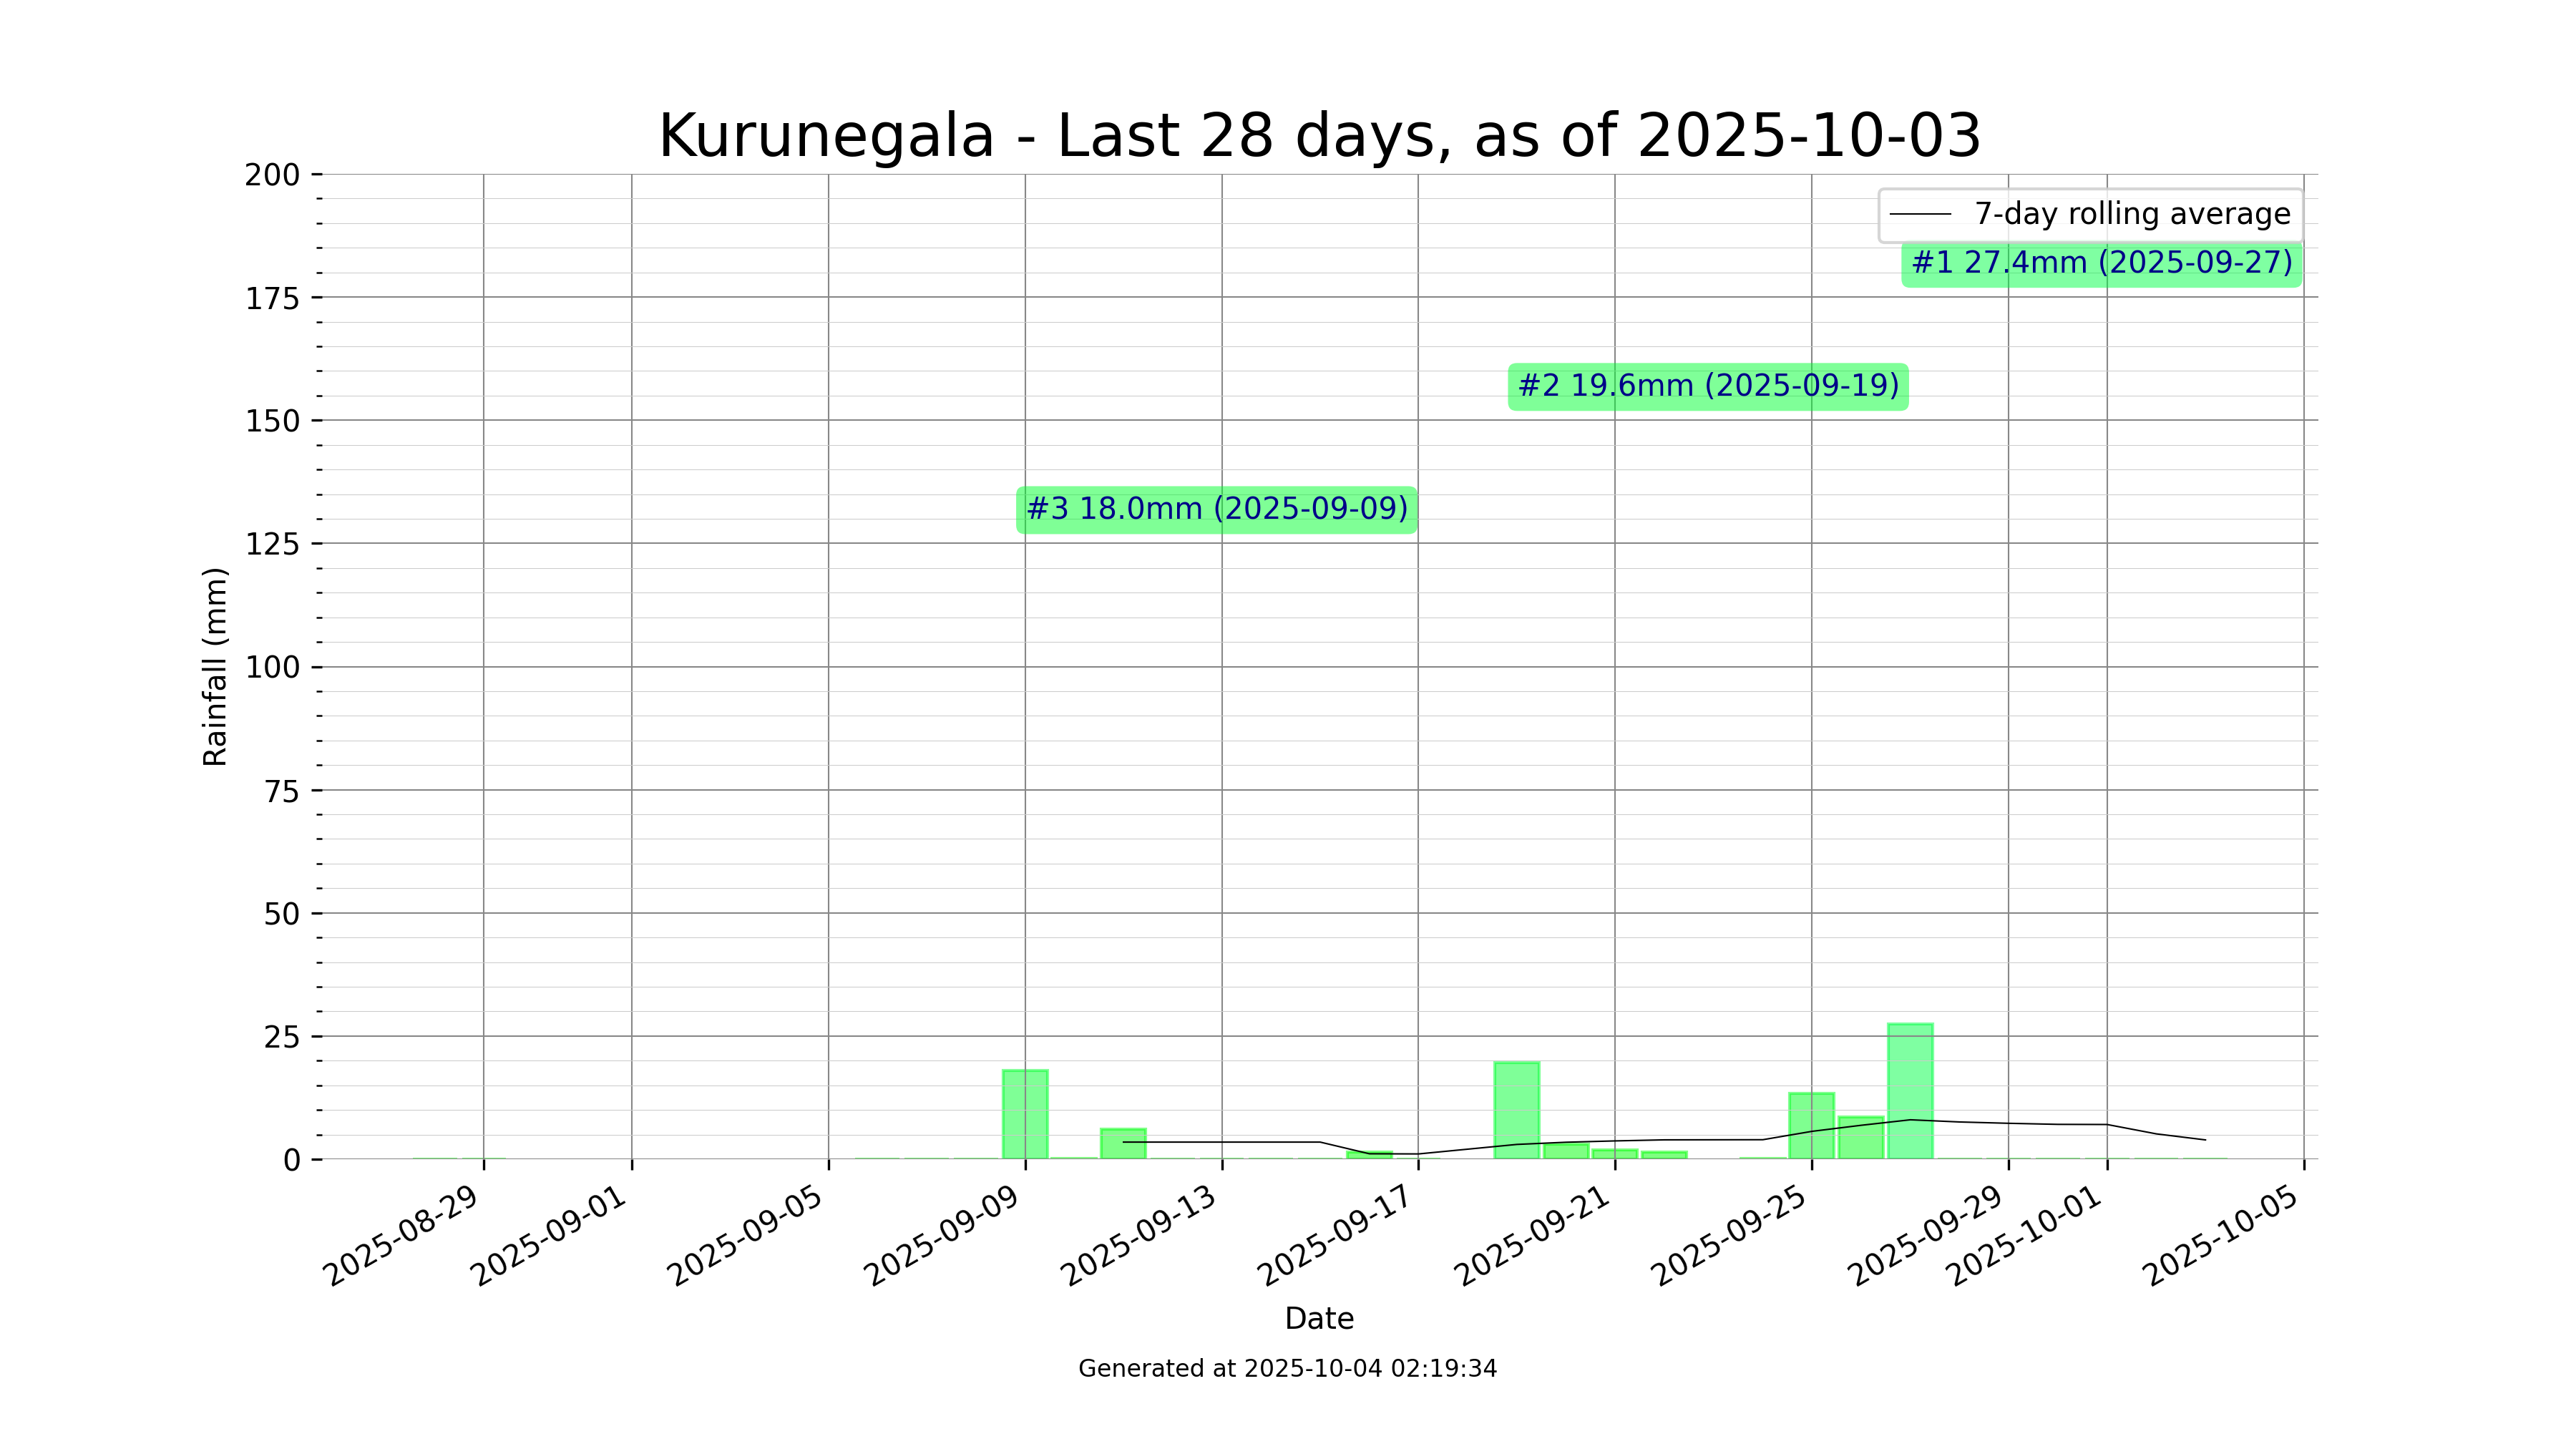 Kurunegala - Last 28 days, as of 2025-10-03
200
175
150
125
100
75
50
25
0
Rainfall (mm)
7-day rolling average
#1 27.4mm (2025-09-27)
#2 19.6mm (2025-09-19)
#3 18.0mm (2025-09-09)
2025-08-29
2025-09-01
2025-09-05
2025-09-09
2025-09-13
2025-09-17
2025-09-21
2025-09-25
2025-09-29
2025-10-01
2025-10-05
Date
Generated at 2025-10-04 02:19:34